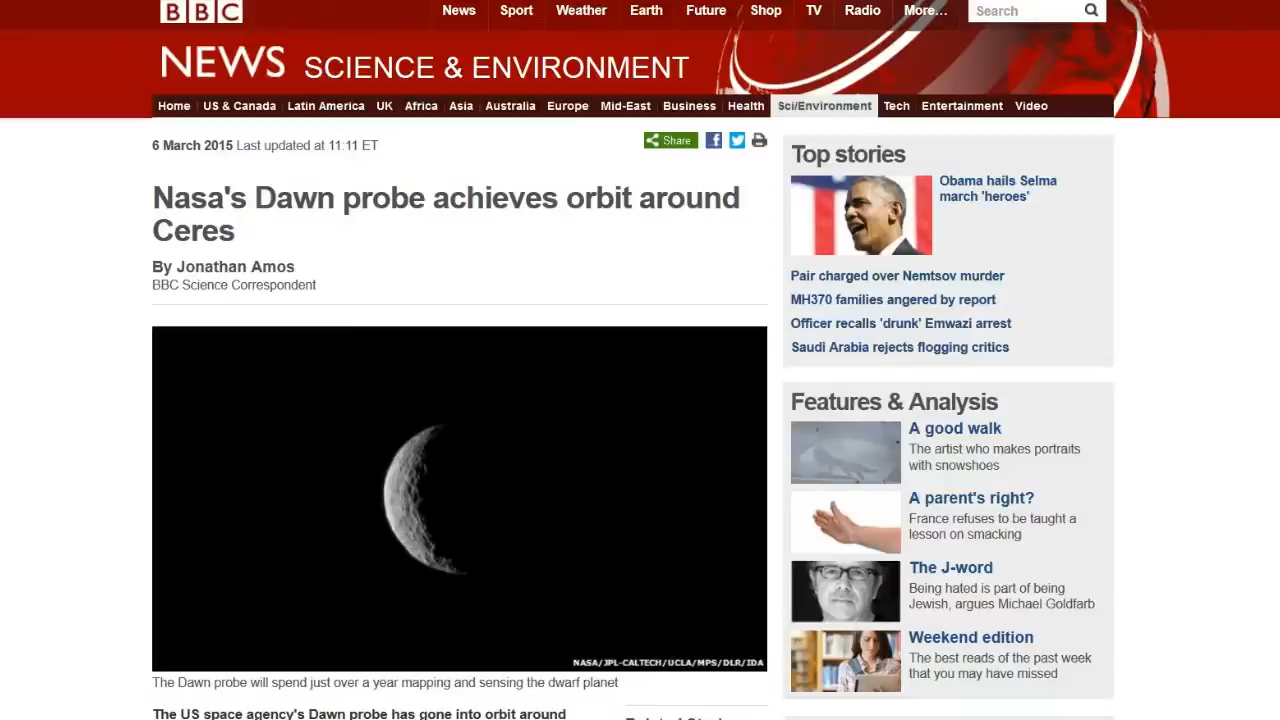 BBC
News Sport Weather Earth Future Shop TV Radio More... Search
NEWS SCIENCE & ENVIRONMENT
Home US & Canada Latin America UK Africa Asia Australia Europe Mid-East Business Health Sci/Environment Tech Entertainment Video
6 March 2015 Last updated at 11:11 ET
Share
Nasa's Dawn probe achieves orbit around
Ceres
By Jonathan Amos
BBC Science Correspondent
NASA/JPL-CALTECH/UCLA/MPS/DLR/IDA
The Dawn probe will spend just over a year mapping and sensing the dwarf planet
The US space agency's Dawn probe has gone into orbit around
Top stories
Obama hails Selma
march 'heroes'
Pair charged over Nemtsov murder
MH370 families angered by report
Officer recalls 'drunk' Emwazi arrest
Saudi Arabia rejects flogging critics
Features & Analysis
A good walk
The artist who makes portraits
with snowshoes
A parent's right?
France refuses to be taught a
lesson on smacking
The J-word
Being hated is part of being
Jewish, argues Michael Goldfarb
Weekend edition
The best reads of the past week
that you may have missed